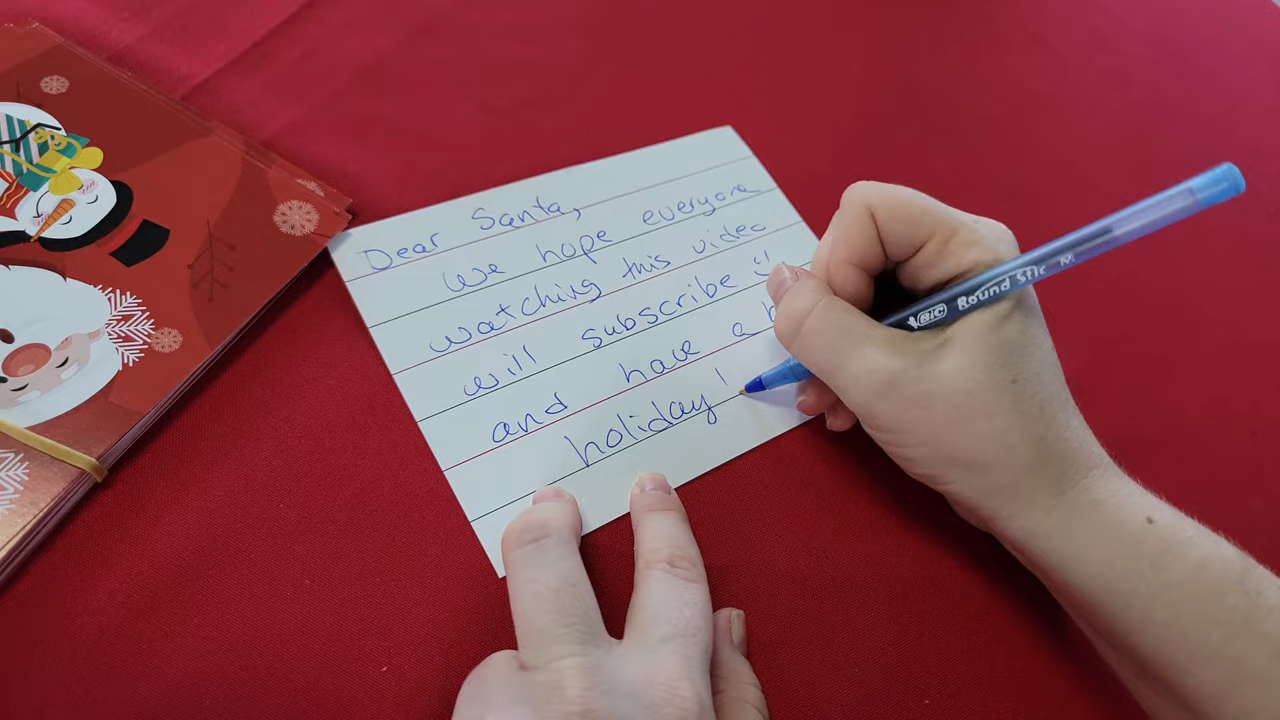 Dear Santa,
we hope everyone
watching this video
will subscribe :)
and have a
holiday !
BIC Round Stic M